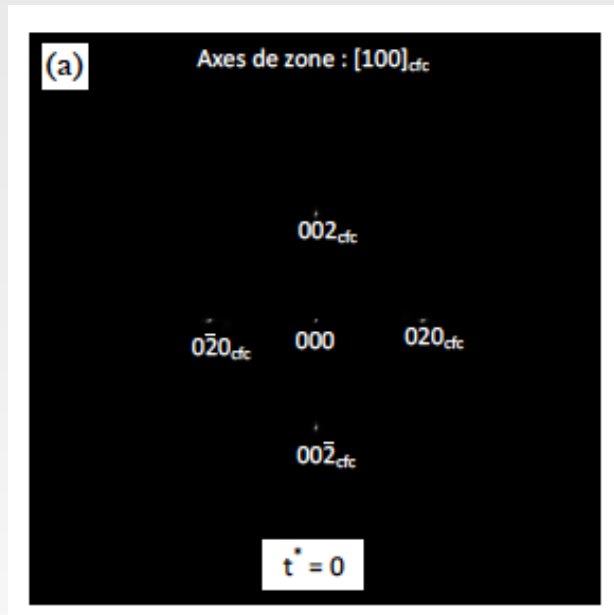 (a)
Axes de zone : [100]cfc
002cfc
02̅0cfc 000 020cfc
002̅cfc
t* = 0